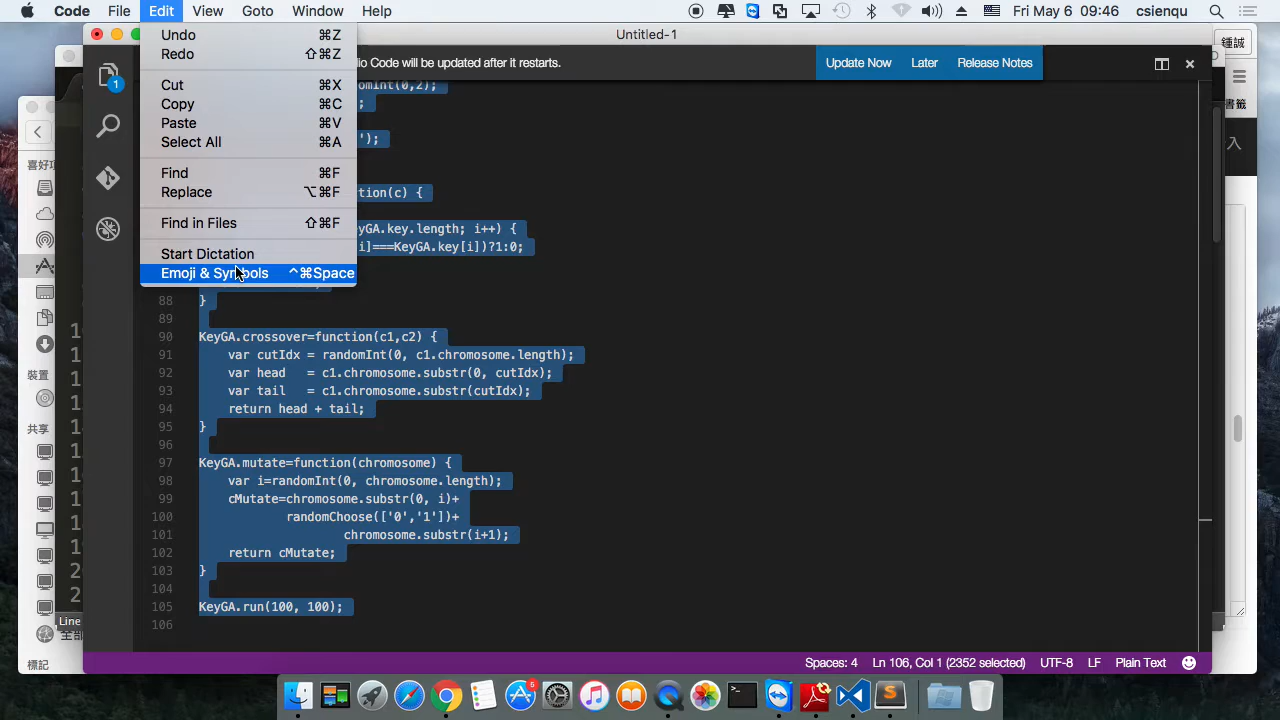 Code File Edit View Goto Window Help Fri May 6 09:46 csienqu
Untitled-1
Undo ⌘Z
Redo ⇧⌘Z
Cut ⌘X
Copy ⌘C
Paste ⌘V
Select All ⌘A
Find ⌘F
Replace ⌥⌘F
Find in Files ⇧⌘F
Start Dictation
Emoji & Symbols ^⌘Space
io Code will be updated after it restarts. Update Now Later Release Notes
1
鍾誠
書籤
入
喜好項
裝置
共享
全部
標記
omInt(0,2);
;
');
tion(c) {
yGA.key.length; i++) {
i]===KeyGA.key[i])?1:0;
88 }
89
90 KeyGA.crossover=function(c1,c2) {
91 var cutIdx = randomInt(0, c1.chromosome.length);
92 var head = c1.chromosome.substr(0, cutIdx);
93 var tail = c1.chromosome.substr(cutIdx);
94 return head + tail;
95 }
96
97 KeyGA.mutate=function(chromosome) {
98 var i=randomInt(0, chromosome.length);
99 cMutate=chromosome.substr(0, i)+
100 randomChoose(['0','1'])+
101 chromosome.substr(i+1);
102 return cMutate;
103 }
104
105 KeyGA.run(100, 100);
106
Line
Spaces: 4 Ln 106, Col 1 (2352 selected) UTF-8 LF Plain Text
6